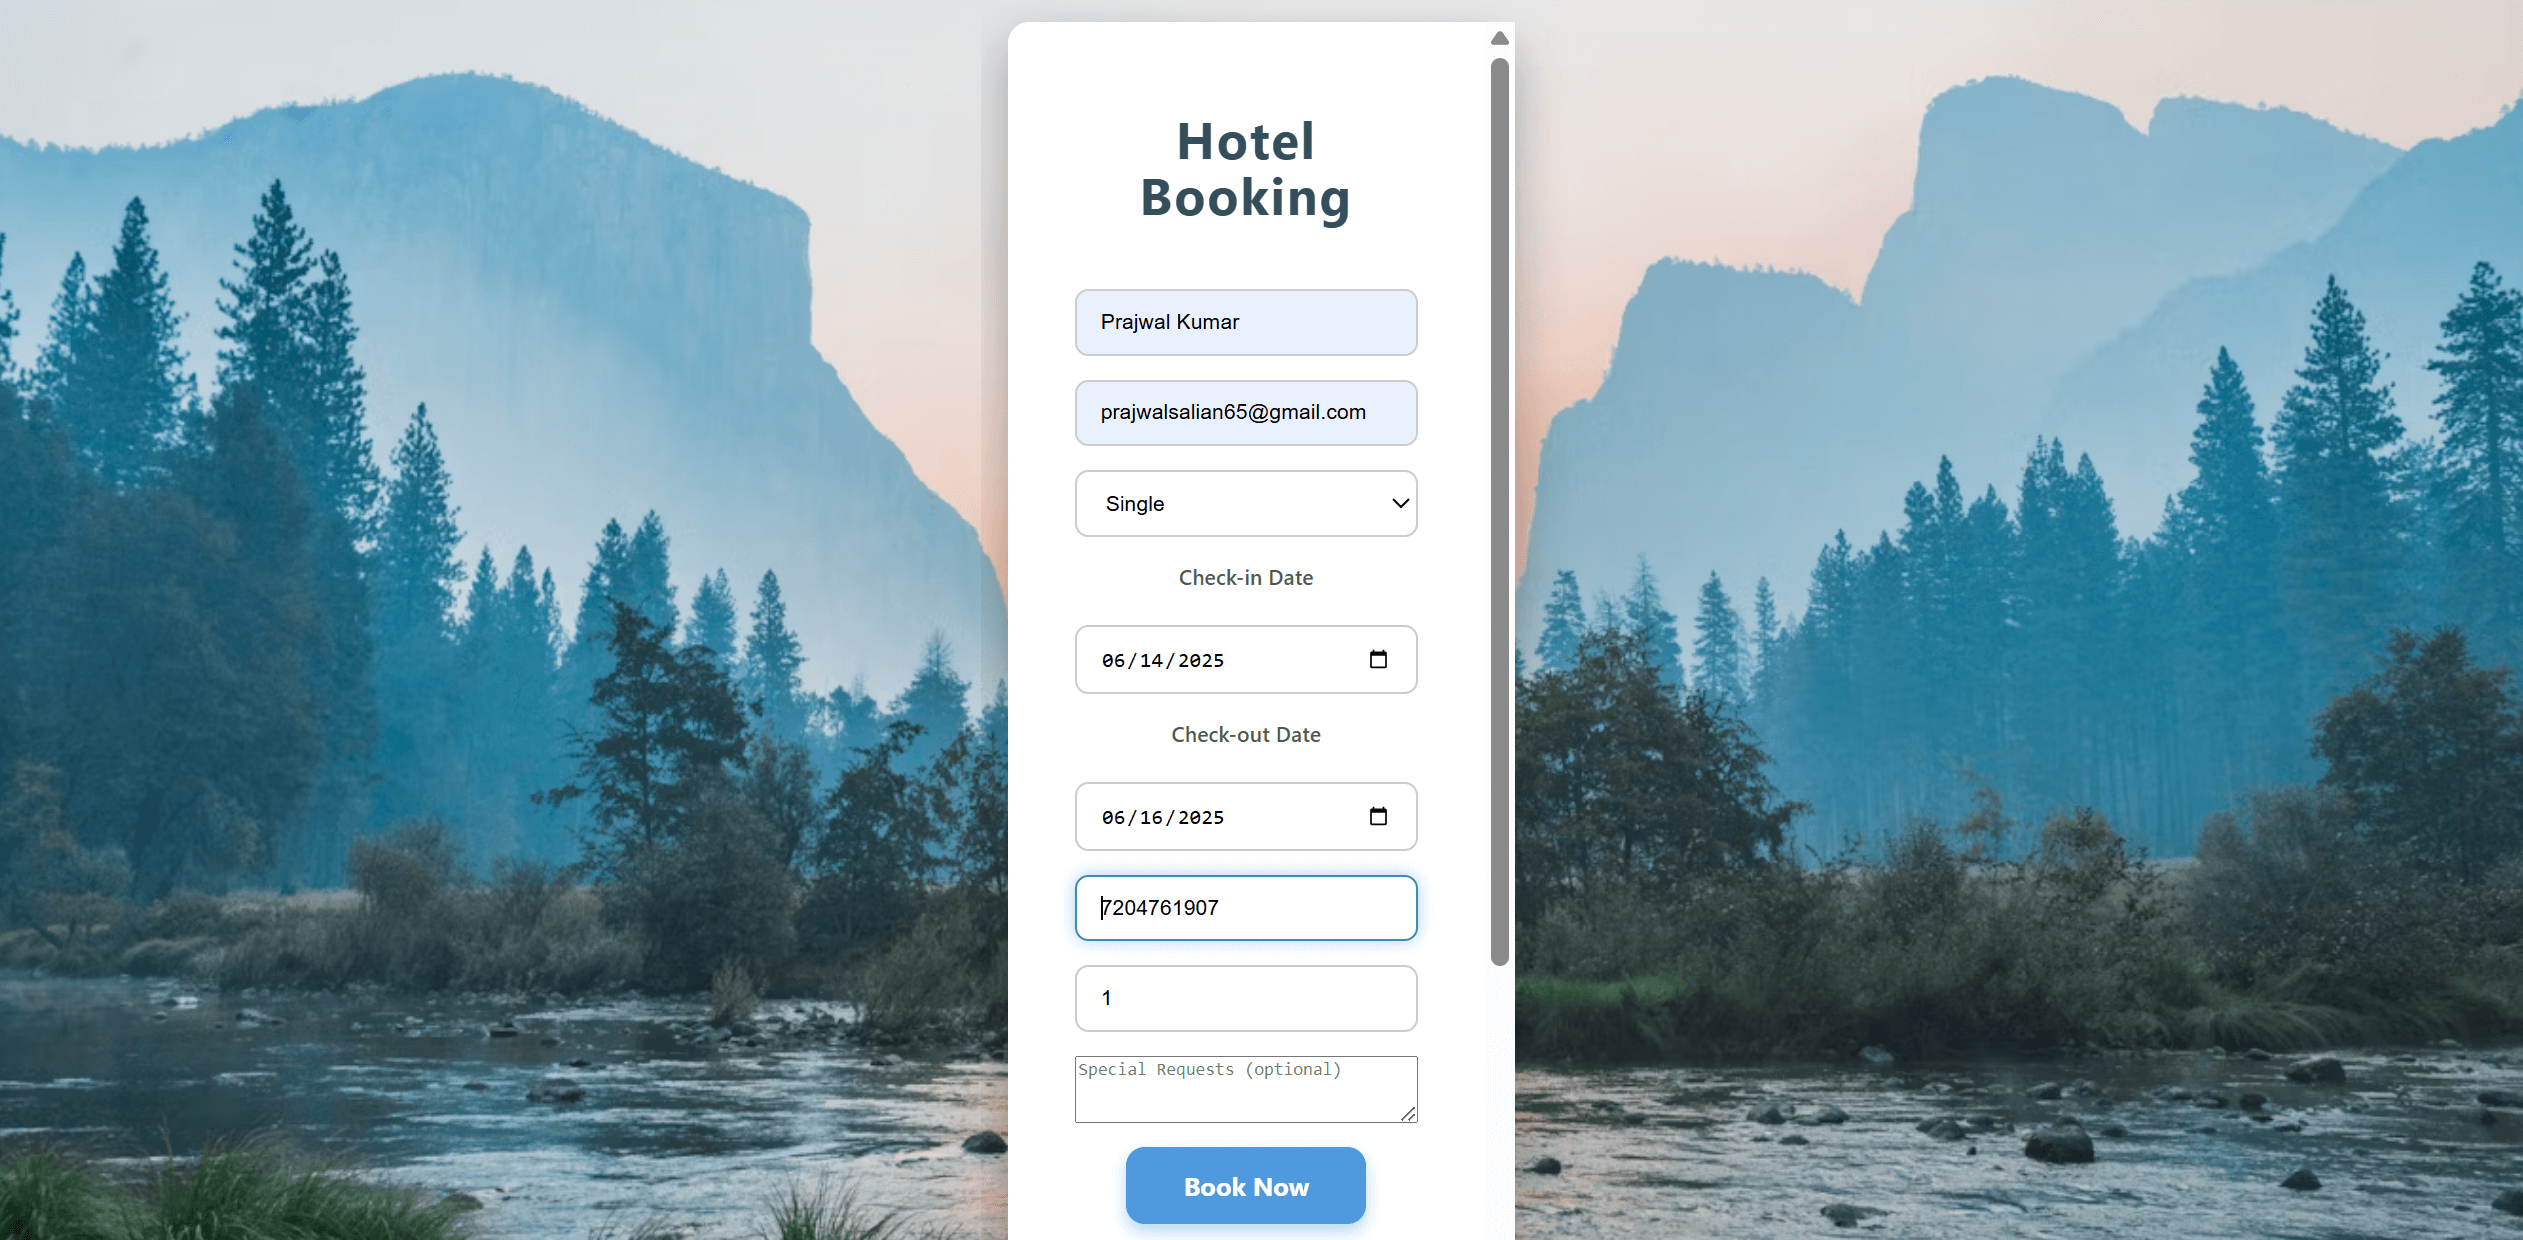 Hotel
Booking
Prajwal Kumar
prajwalsalian65@gmail.com
Single
Check-in Date
06/14/2025
Check-out Date
06/16/2025
7204761907
1
Special Requests (optional)
Book Now